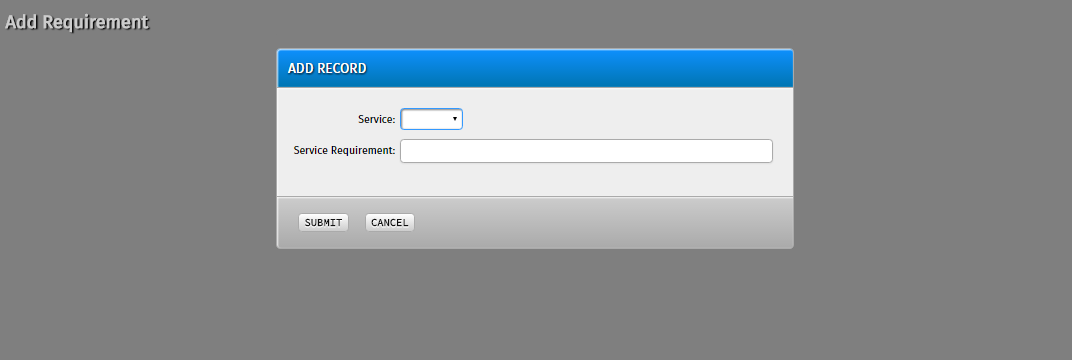 Add Requirement
ADD RECORD
Service:
Service Requirement:
SUBMIT CANCEL